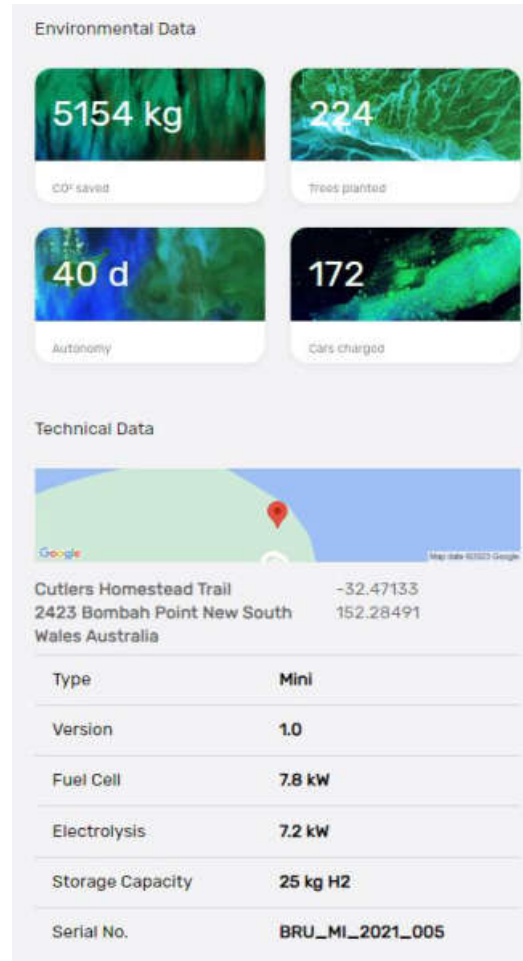 Environmental Data
5154 kg
224
CO² saved
Trees planted
40 d
172
Autonomy
Cars charged
Technical Data
Google
Map data ©2023 Google
Cutlers Homestead Trail
2423 Bombah Point New South
Wales Australia
-32.47133
152.28491
Type Mini
Version 1.0
Fuel Cell 7.8 kW
Electrolysis 7.2 kW
Storage Capacity 25 kg H2
Serial No. BRU_MI_2021_005